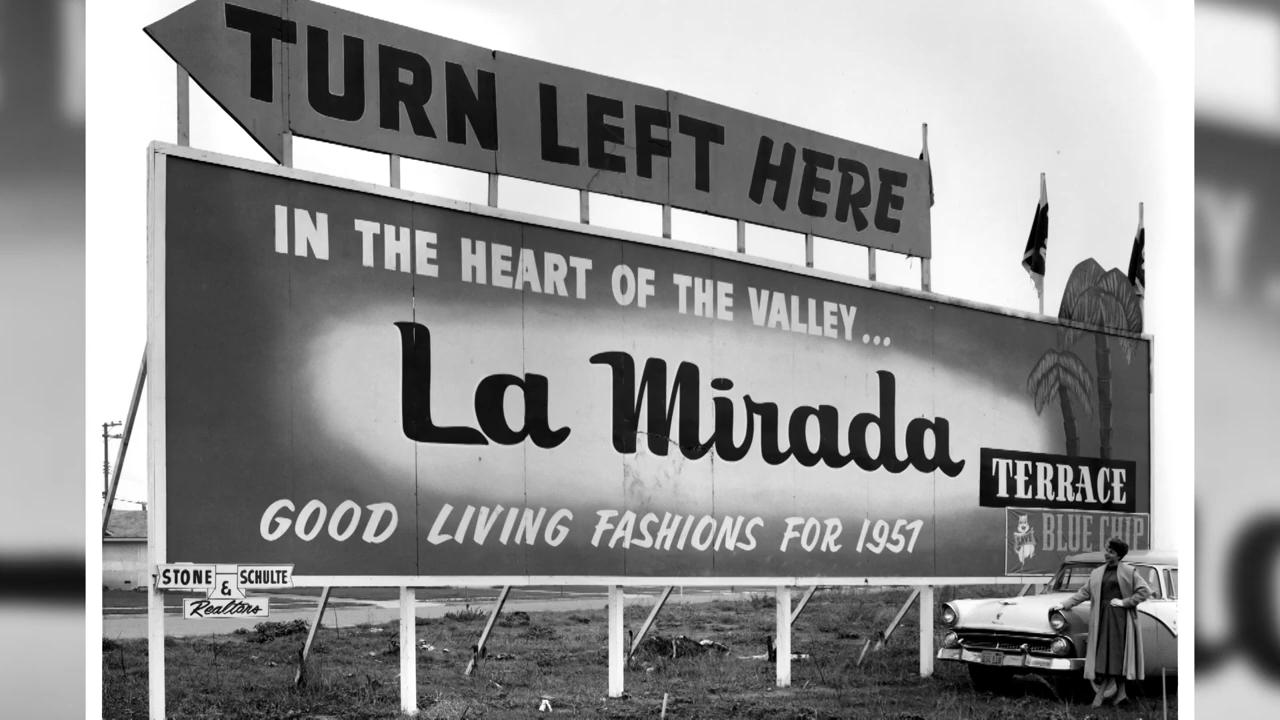 TURN LEFT HERE
IN THE HEART OF THE VALLEY...
La Mirada
TERRACE
BLUE CHIP
GOOD LIVING FASHIONS FOR 1957
STONE & SCHULTE
Realtors